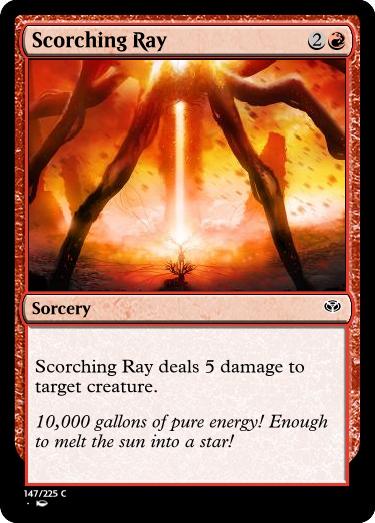 Scorching Ray 2
Sorcery
Scorching Ray deals 5 damage to
target creature.
10,000 gallons of pure energy! Enough
to melt the sun into a star!
147/225 C